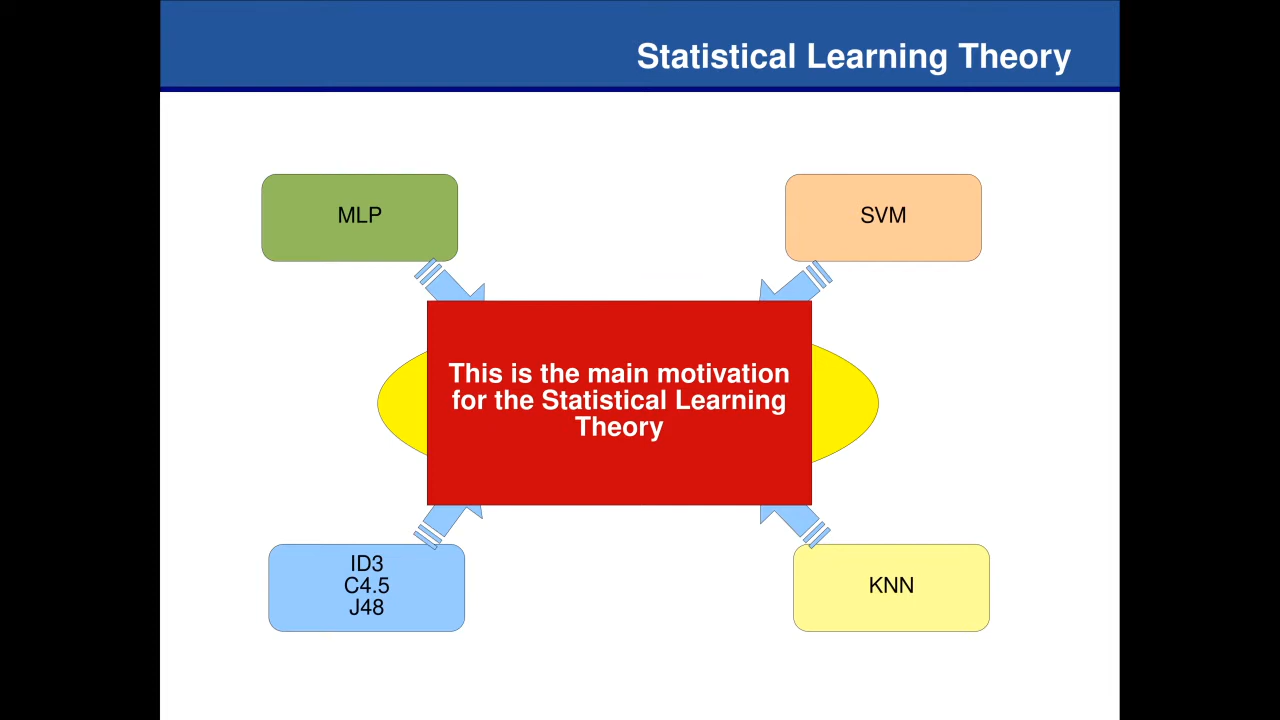 Statistical Learning Theory
MLP
SVM
This is the main motivation
for the Statistical Learning
Theory
ID3
C4.5
J48
KNN